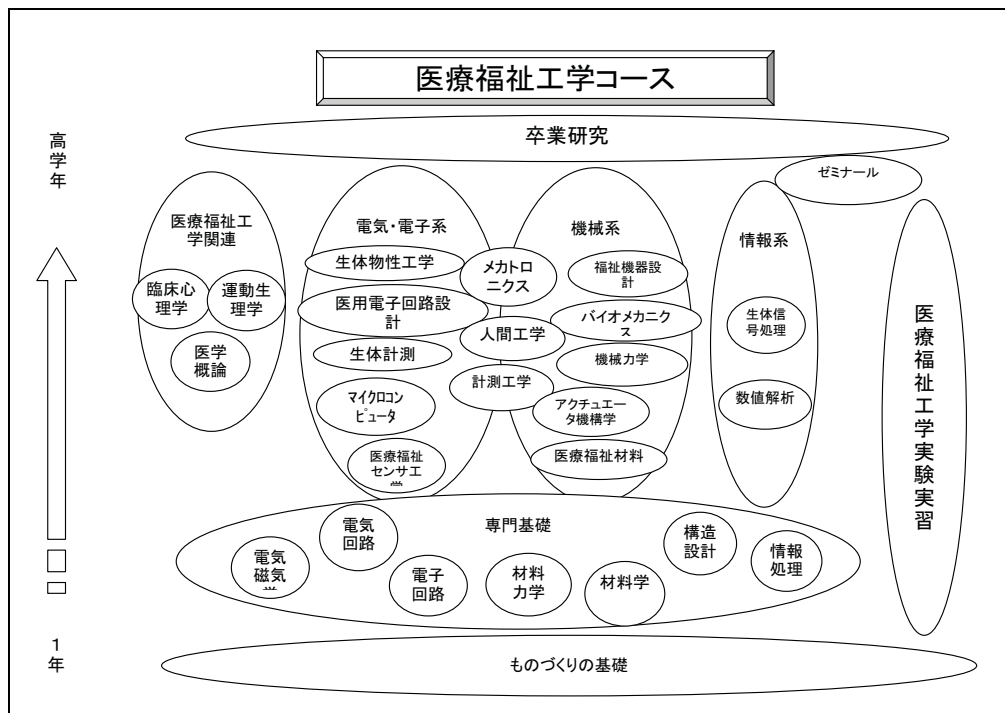 医療福祉工学コース
卒業研究
高学年
ゼミナール
医療福祉工
学関連
電気・電子系
機械系
情報系
臨床心
理学
運動生
理学
医学
概論
生体物性工学
医用電子回路設
計
生体計測
マイクロコン
ピュータ
医療福祉
センサエ
学
メカトロ
ニクス
人間工学
計測工学
福祉機器設
計
バイオメカニク
ス
機械力学
アクチュエー
タ機構学
医療福祉材料
生体信
号処理
数値解析
医療福祉工学実験実習
専門基礎
電気
磁気
学
電気
回路
電子
回路
材料
力学
材料学
構造
設計
情報
処理
1
年
ものづくりの基礎